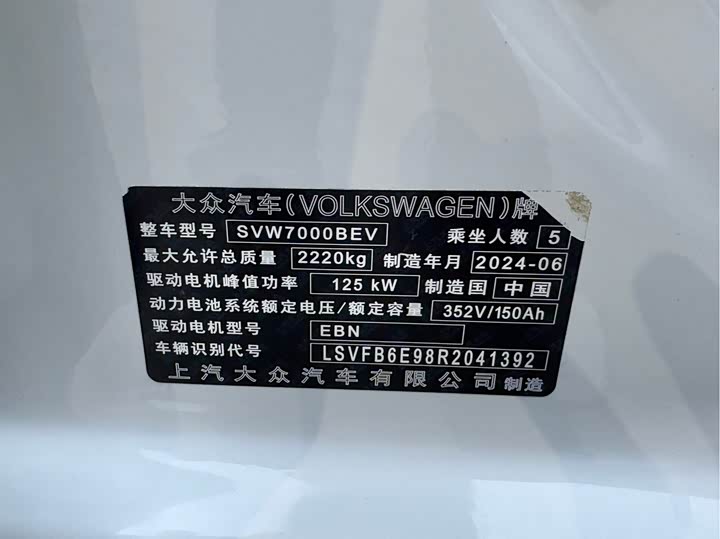 大众汽车(VOLKSWAGEN)牌
整车型号 SVW7000BEV 乘坐人数 5
最大允许总质量 2220kg 制造年月 2024-06
驱动电机峰值功率 125 kW 制造国 中国
动力电池系统额定电压/额定容量 352V/150Ah
驱动电机型号 EBN
车辆识别代号 LSVFB6E98R2041392
上汽大众汽车有限公司 制造